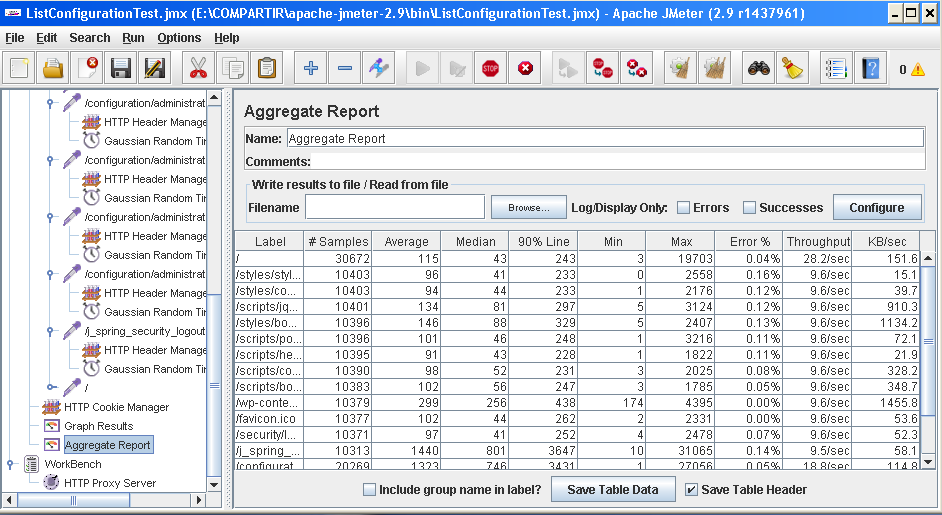 ListConfigurationTest.jmx (E:\COMPARTIR\apache-jmeter-2.9\bin\ListConfigurationTest.jmx) - Apache JMeter (2.9 r1437961)
File Edit Search Run Options Help
STOP STOP
0
/configuration/administrat
HTTP Header Manage
Gaussian Random Tir
/configuration/administrat
HTTP Header Manage
Gaussian Random Tir
/configuration/administrat
HTTP Header Manage
Gaussian Random Tir
/configuration/administrat
HTTP Header Manage
Gaussian Random Tir
/j_spring_security_logout
HTTP Header Manage
Gaussian Random Tir
/
HTTP Cookie Manager
Graph Results
Aggregate Report
WorkBench
HTTP Proxy Server
Aggregate Report
Name: Aggregate Report
Comments:
Write results to file / Read from file
Filename Browse... Log/Display Only: Errors Successes Configure
Label # Samples Average Median 90% Line Min Max Error % Throughput KB/sec
/ 30672 115 43 243 3 19703 0.04% 28.2/sec 151.6
/styles/styl... 10403 96 41 233 0 2558 0.16% 9.6/sec 15.1
/styles/co... 10403 94 44 233 1 2176 0.12% 9.6/sec 39.7
/scripts/jq... 10401 134 81 297 5 3124 0.12% 9.6/sec 910.3
/styles/bo... 10396 146 88 329 5 2407 0.13% 9.6/sec 1134.2
/scripts/po... 10396 101 46 248 1 3216 0.11% 9.6/sec 72.1
/scripts/he... 10395 91 43 228 1 1822 0.11% 9.6/sec 21.9
/scripts/co... 10390 98 52 231 3 2025 0.08% 9.6/sec 328.2
/scripts/bo... 10383 102 56 247 3 1785 0.05% 9.6/sec 348.7
/wp-conte... 10379 299 256 438 174 4395 0.00% 9.6/sec 1455.8
/favicon.ico 10377 102 44 262 2 2331 0.00% 9.6/sec 53.6
/security/l... 10371 97 41 252 4 2478 0.07% 9.6/sec 52.3
/j_spring_... 10313 1440 801 3647 10 31065 0.14% 9.5/sec 58.1
/configurat... 20269 1323 746 3431 1 27056 0.05% 18.8/sec 114.8
Include group name in label? Save Table Data Save Table Header